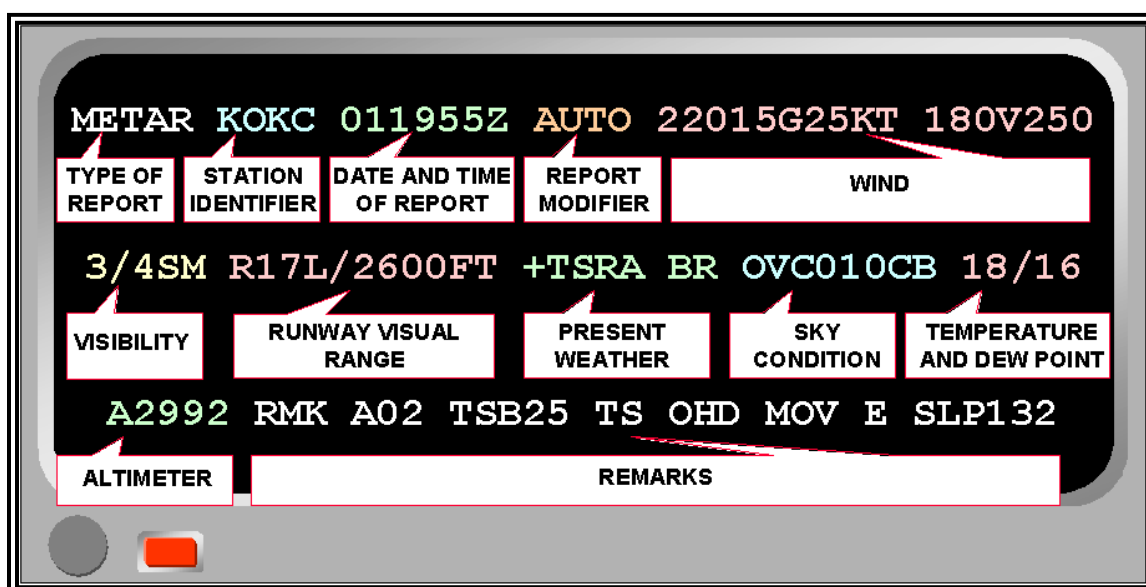 METAR KOKC 011955Z AUTO 22015G25KT 180V250
TYPE OF REPORT
STATION IDENTIFIER
DATE AND TIME OF REPORT
REPORT MODIFIER
WIND
3/4SM R17L/2600FT +TSRA BR OVC010CB 18/16
VISIBILITY
RUNWAY VISUAL RANGE
PRESENT WEATHER
SKY CONDITION
TEMPERATURE AND DEW POINT
A2992 RMK A02 TSB25 TS OHD MOV E SLP132
ALTIMETER
REMARKS